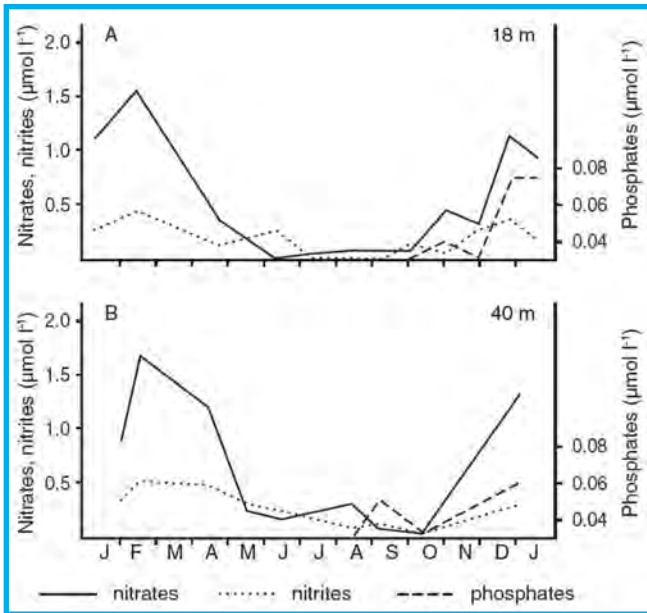 A
18 m
2.0
1.5
1.0
0.5
Nitrates, nitrites (µmol l⁻¹)
0.08
0.06
0.04
Phosphates (µmol l⁻¹)
B
40 m
2.0
1.5
1.0
0.5
Nitrates, nitrites (µmol l⁻¹)
0.08
0.06
0.04
Phosphates (µmol l⁻¹)
J F M A M J J A S O N D J
nitrates nitrites phosphates